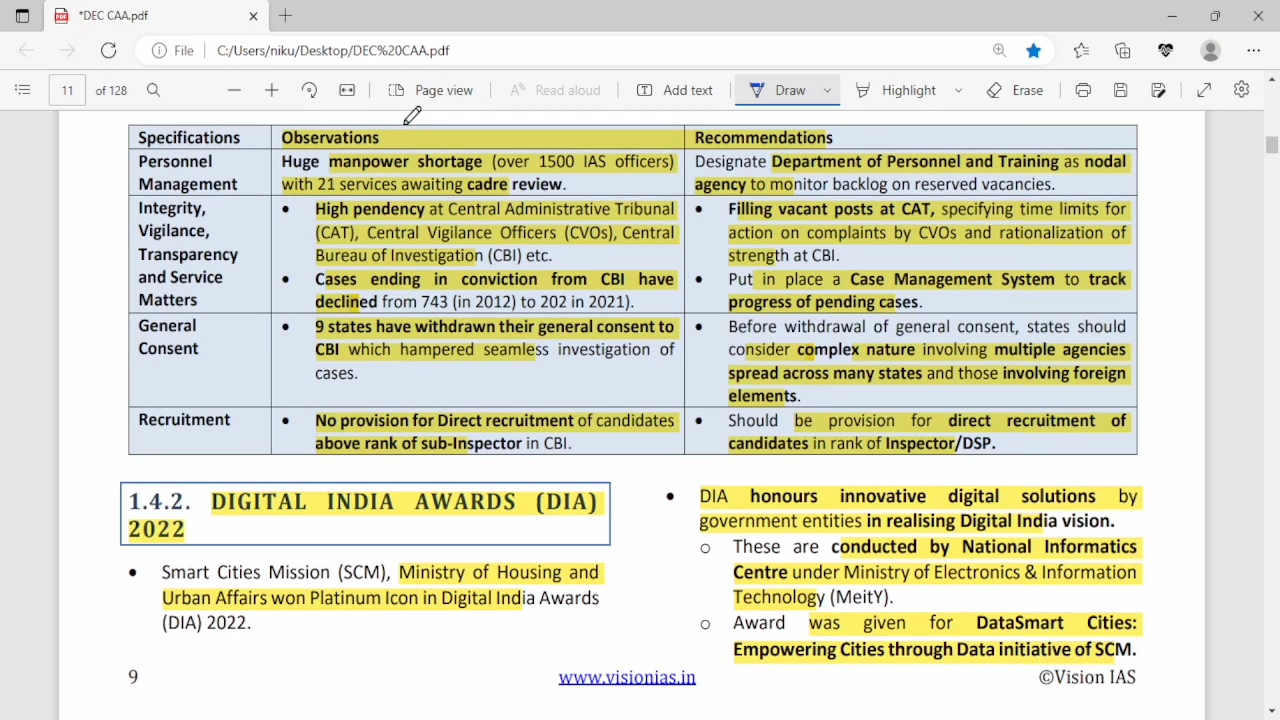 *DEC CAA.pdf
File | C:/Users/niku/Desktop/DEC%20CAA.pdf
11 of 128 Page view Read aloud Add text Draw Highlight Erase
Specifications Observations Recommendations
Personnel Management
Huge manpower shortage (over 1500 IAS officers)
with 21 services awaiting cadre review.
Designate Department of Personnel and Training as nodal
agency to monitor backlog on reserved vacancies.
Integrity,
Vigilance,
Transparency
and Service
Matters
• High pendency at Central Administrative Tribunal
(CAT), Central Vigilance Officers (CVOs), Central
Bureau of Investigation (CBI) etc.
• Cases ending in conviction from CBI have
declined from 743 (in 2012) to 202 in 2021).
• Filling vacant posts at CAT, specifying time limits for
action on complaints by CVOs and rationalization of
strength at CBI.
• Put in place a Case Management System to track
progress of pending cases.
General
Consent
• 9 states have withdrawn their general consent to
CBI which hampered seamless investigation of
cases.
• Before withdrawal of general consent, states should
consider complex nature involving multiple agencies
spread across many states and those involving foreign
elements.
Recruitment
• No provision for Direct recruitment of candidates
above rank of sub-Inspector in CBI.
• Should be provision for direct recruitment of
candidates in rank of Inspector/DSP.
1.4.2. DIGITAL INDIA AWARDS (DIA)
2022
• Smart Cities Mission (SCM), Ministry of Housing and
Urban Affairs won Platinum Icon in Digital India Awards
(DIA) 2022.
• DIA honours innovative digital solutions by
government entities in realising Digital India vision.
o These are conducted by National Informatics
Centre under Ministry of Electronics & Information
Technology (MeitY).
o Award was given for DataSmart Cities:
Empowering Cities through Data initiative of SCM.
9 www.visionias.in ©Vision IAS